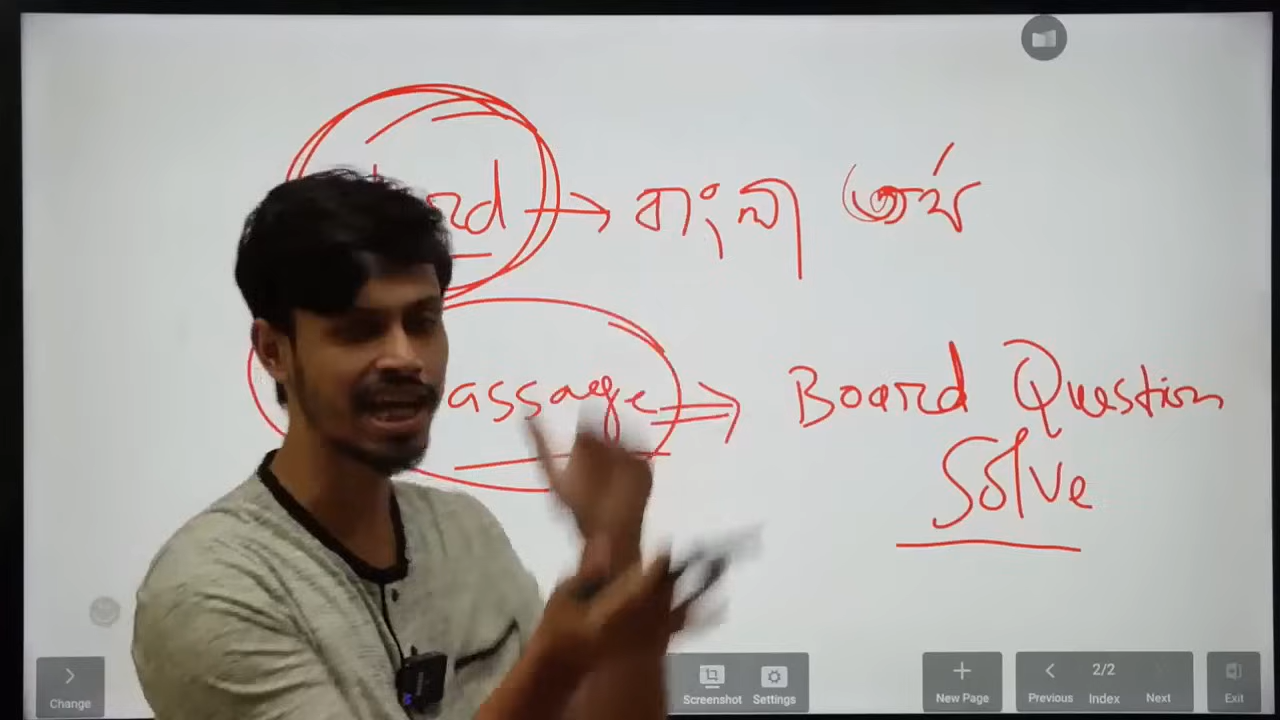 → বাংলা অর্থ
assage ⇒ Board Question
Solve
Change
Screenshot
Settings
New Page
Previous
2/2
Index
Next
Exit